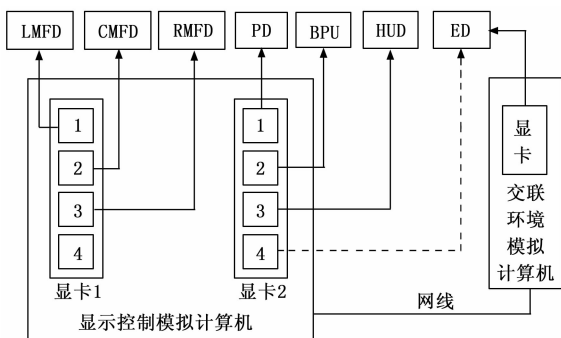 LMFD CMFD RMFD PD BPU HUD ED
1 1
2 2
3 3
4 4
显卡1 显卡2
显示控制模拟计算机
显
卡
交联
环境
模拟
计算机
网线